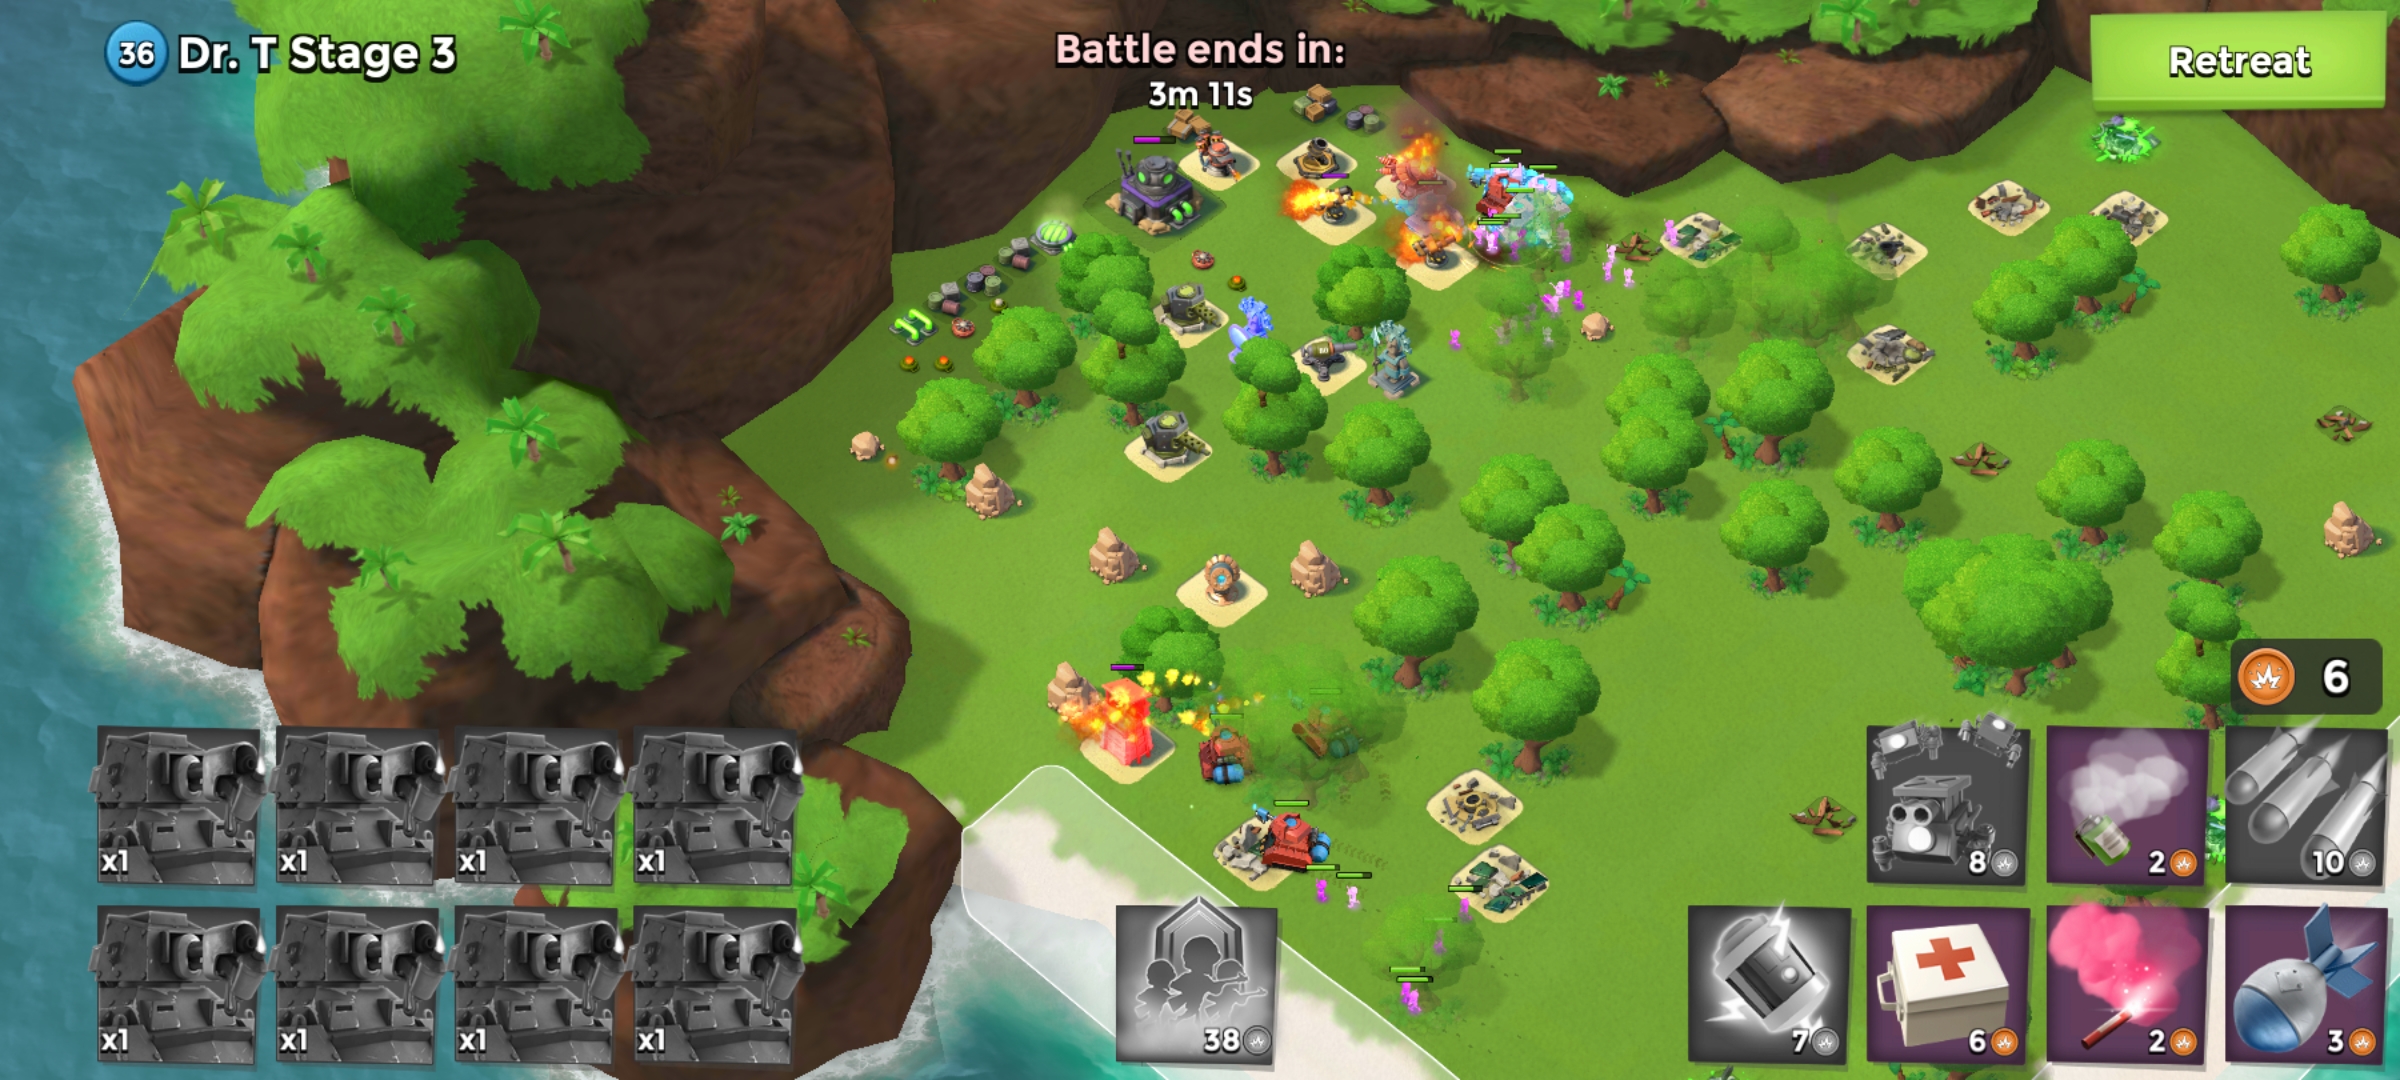 36 Dr. T Stage 3
Battle ends in:
3m 11s
Retreat
6
x1 x1 x1 x1
8 2 10
x1 x1 x1 x1
38
7 6 2 3